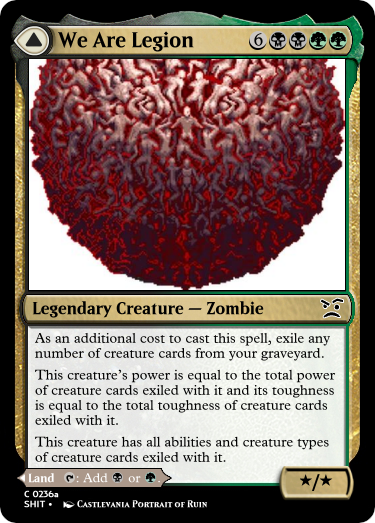 We Are Legion 6
Legendary Creature — Zombie
As an additional cost to cast this spell, exile any
number of creature cards from your graveyard.
This creature's power is equal to the total power
of creature cards exiled with it and its toughness
is equal to the total toughness of creature cards
exiled with it.
This creature has all abilities and creature types
of creature cards exiled with it.
Land : Add or .
*/*
C 0236a
SHIT • Castlevania Portrait of Ruin